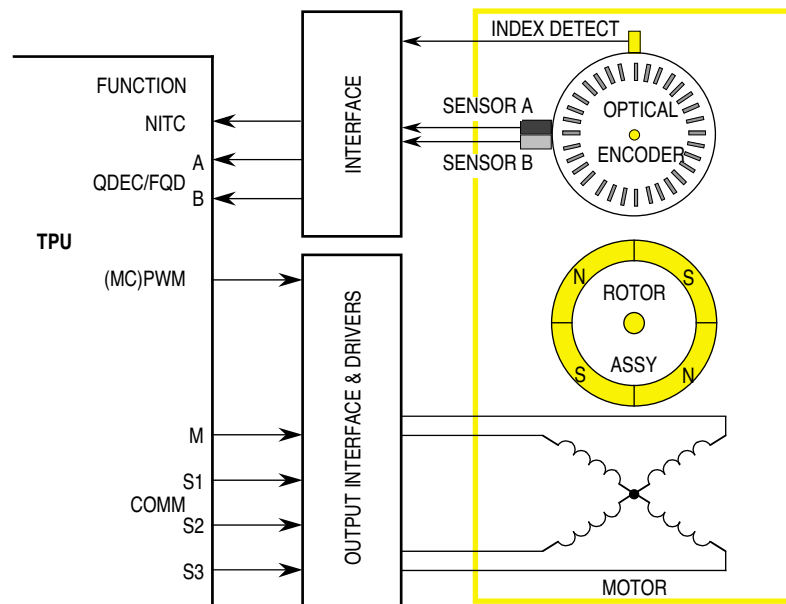 INDEX DETECT
FUNCTION
NITC
A
QDEC/FQD
B
TPU
(MC)PWM
M
S1
COMM
S2
S3
INTERFACE
OUTPUT INTERFACE & DRIVERS
SENSOR A
SENSOR B
OPTICAL
ENCODER
N
S
ROTOR
ASSY
S
N
MOTOR